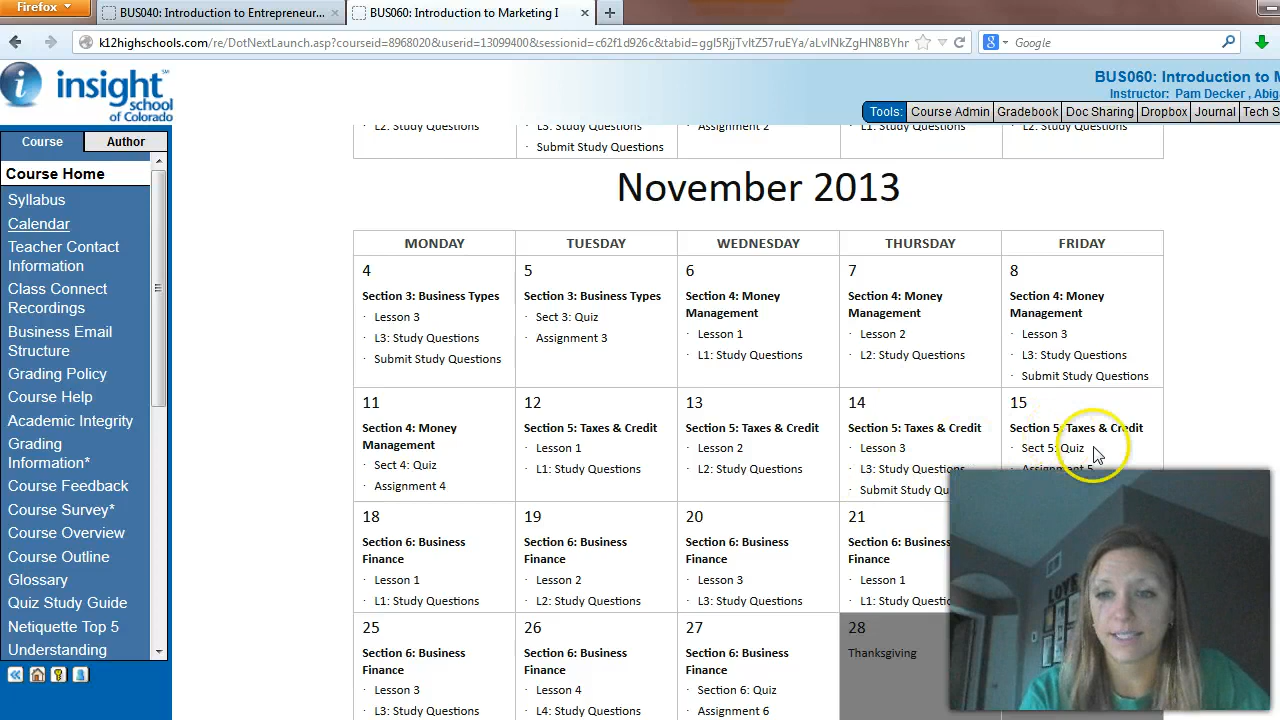 Firefox
BUS040: Introduction to Entrepreneur...
BUS060: Introduction to Marketing I
k12highschools.com/re/DotNextLaunch.asp?courseid=8968020&userid=13099400&sessionid=c62f1d926c&tabid=
Google
insight
school
of Colorado
BUS060: Introduction to M
Instructor: Pam Decker , Abig
Tools: Course Admin Gradebook Doc Sharing Dropbox Journal Tech S
Course Author
Course Home
Syllabus
Calendar
Teacher Contact
Information
Class Connect
Recordings
Business Email
Structure
Grading Policy
Course Help
Academic Integrity
Grading
Information*
Course Feedback
Course Survey*
Course Overview
Course Outline
Glossary
Quiz Study Guide
Netiquette Top 5
Understanding
L2: Study Questions
L3: Study Questions
Submit Study Questions
Assignment 2
L1: Study Questions
L2: Study Questions
November 2013
MONDAY TUESDAY WEDNESDAY THURSDAY FRIDAY
4
Section 3: Business Types
· Lesson 3
· L3: Study Questions
· Submit Study Questions
5
Section 3: Business Types
· Sect 3: Quiz
· Assignment 3
6
Section 4: Money
Management
· Lesson 1
· L1: Study Questions
7
Section 4: Money
Management
· Lesson 2
· L2: Study Questions
8
Section 4: Money
Management
· Lesson 3
· L3: Study Questions
· Submit Study Questions
11
Section 4: Money
Management
· Sect 4: Quiz
· Assignment 4
12
Section 5: Taxes & Credit
· Lesson 1
· L1: Study Questions
13
Section 5: Taxes & Credit
· Lesson 2
· L2: Study Questions
14
Section 5: Taxes & Credit
· Lesson 3
· L3: Study Questions
· Submit Study Qu
15
Section 5: Taxes & Credit
· Sect 5: Quiz
· Assignment 5
18
Section 6: Business
Finance
· Lesson 1
· L1: Study Questions
19
Section 6: Business
Finance
· Lesson 2
· L2: Study Questions
20
Section 6: Business
Finance
· Lesson 3
· L3: Study Questions
21
Section 6: Business
Finance
· Lesson 1
· L1: Study Questio
25
Section 6: Business
Finance
· Lesson 3
· L3: Study Questions
26
Section 6: Business
Finance
· Lesson 4
· L4: Study Questions
27
Section 6: Business
Finance
· Section 6: Quiz
· Assignment 6
28
Thanksgiving
LOVE